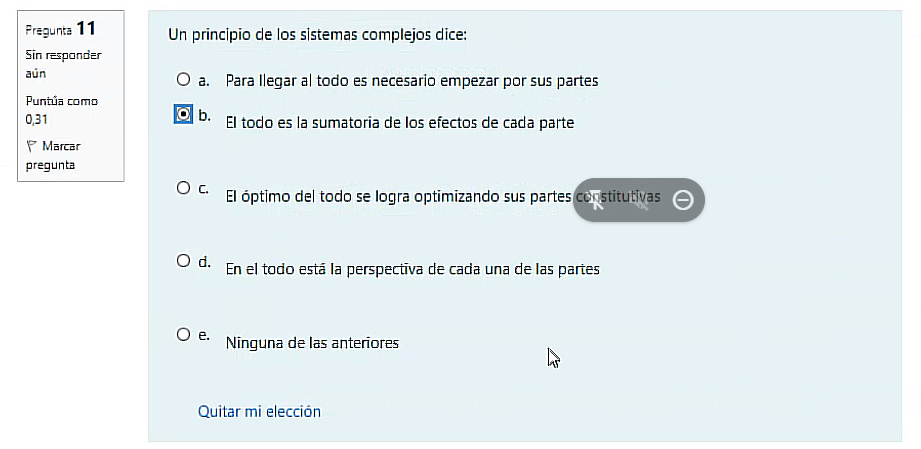 Pregunta 11
Sin responder
aún
Puntúa como
0,31
Marcar
pregunta
Un principio de los sistemas complejos dice:
a. Para llegar al todo es necesario empezar por sus partes
b. El todo es la sumatoria de los efectos de cada parte
c. El óptimo del todo se logra optimizando sus partes constitutivas
d. En el todo está la perspectiva de cada una de las partes
e. Ninguna de las anteriores
Quitar mi elección